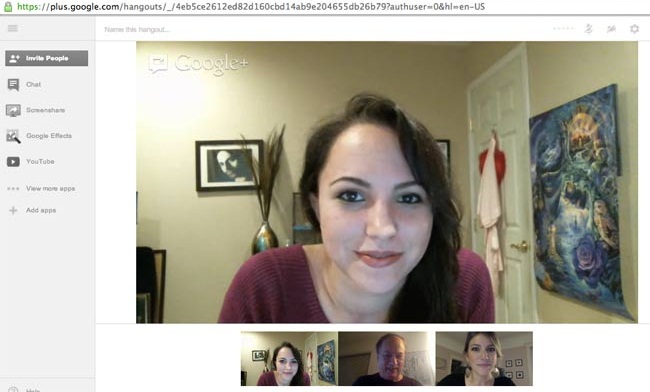 https://plus.google.com/hangouts/_/4eb5ce2612ed82d160cbd14ab9e204655db26b79?authuser=0&hl=en-US
Name this hangout...
Invite People
Google+
Chat
Screenshare
Google Effects
YouTube
View more apps
Add apps
Help